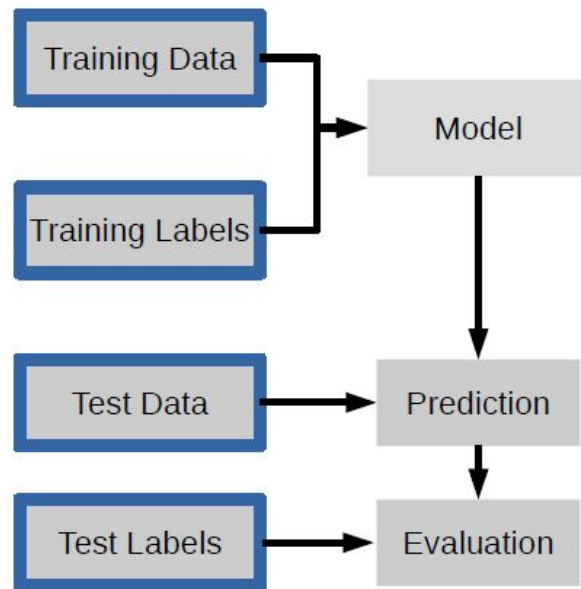 Training Data
Model
Training Labels
Test Data
Prediction
Test Labels
Evaluation